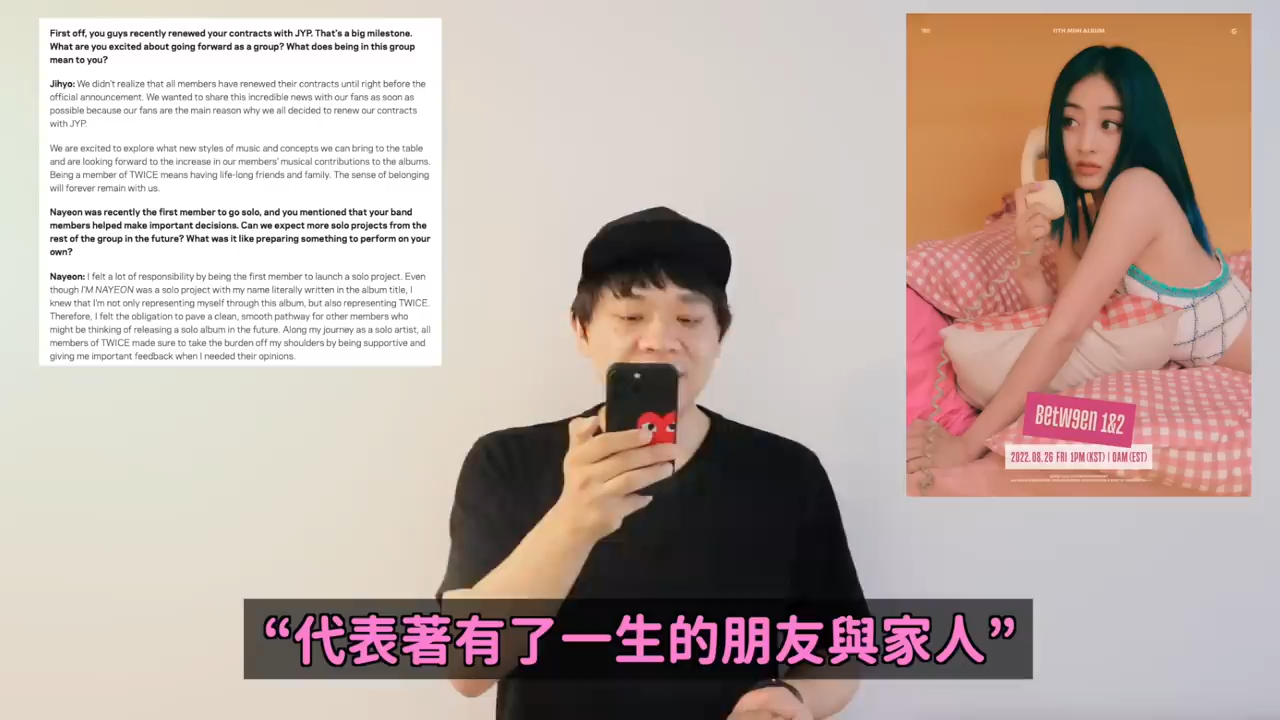 First off, you guys recently renewed your contracts with JYP. That's a big milestone.
What are you excited about going forward as a group? What does being in this group
mean to you?
Jihyo: We didn't realize that all members have renewed their contracts until right before the
official announcement. We wanted to share this incredible news with our fans as soon as
possible because our fans are the main reason why we all decided to renew our contracts
with JYP.
We are excited to explore what new styles of music and concepts we can bring to the table
and are looking forward to the increase in our members' musical contributions to the albums.
Being a member of TWICE means having life-long friends and family. The sense of belonging
will forever remain with us.
Nayeon was recently the first member to go solo, and you mentioned that your band
members helped make important decisions. Can we expect more solo projects from the
rest of the group in the future? What was it like preparing something to perform on your
own?
Nayeon: I felt a lot of responsibility by being the first member to launch a solo project. Even
though I'M NAYEON was a solo project with my name literally written in the album title, I
knew that I'm not only representing myself through this album, but also representing TWICE.
Therefore, I felt the obligation to pave a clean, smooth pathway for other members who
might be thinking of releasing a solo album in the future. Along my journey as a solo artist, all
members of TWICE made sure to take the burden off my shoulders by being supportive and
giving me important feedback when I needed their opinions.
11TH MINI ALBUM
Betw9en 1&2
2022.08.26 FRI 1PM(KST) | 0AM(EST)
“代表著有了一生的朋友與家人”